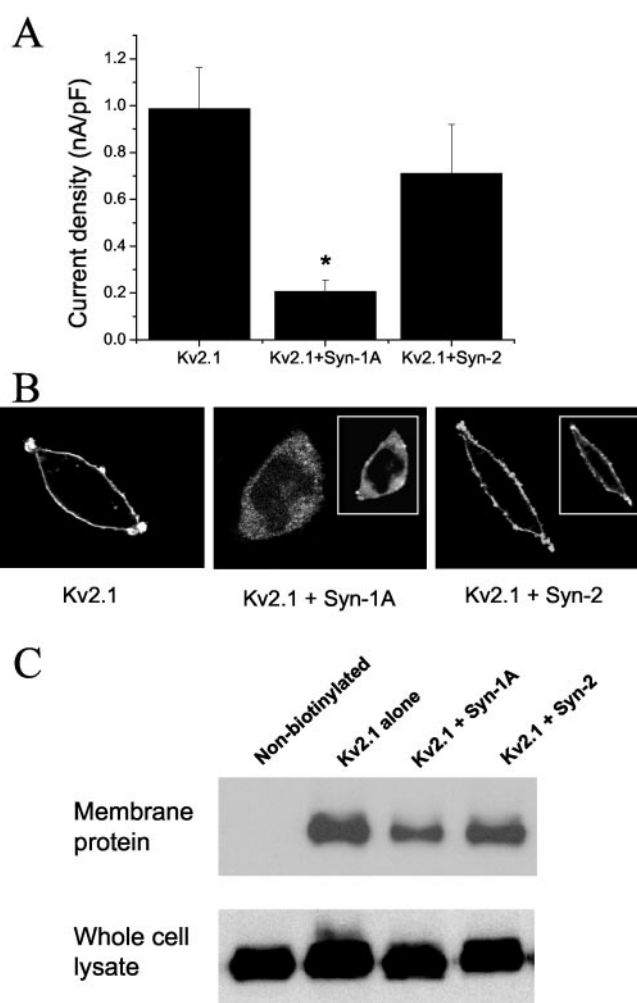 A
Current density (nA/pF)
1.2
1.0
0.8
0.6
0.4
0.2
0.0
*
Kv2.1
Kv2.1+Syn-1A
Kv2.1+Syn-2
B
Kv2.1
Kv2.1 + Syn-1A
Kv2.1 + Syn-2
C
Non-biotinylated
Kv2.1 alone
Kv2.1 + Syn-1A
Kv2.1 + Syn-2
Membrane
protein
Whole cell
lysate